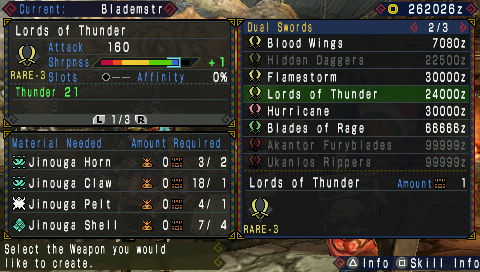 Current: Blademstr
262026z
Lords of Thunder
Attack 160
Shrpnss +1
RARE-3 Slots ―― Affinity 0%
Thunder 21
L 1/3 R
Material Needed Amount Required
Jinouga Horn 0 3/ 2
Jinouga Claw 0 18/ 1
Jinouga Pelt 0 4/ 1
Jinouga Shell 0 7/ 4
Select the Weapon you would
like to create.
Dual Swords 2/3
Blood Wings 7080z
Hidden Daggers 22500z
Flamestorm 30000z
Lords of Thunder 24000z
Hurricane 30000z
Blades of Rage 66666z
Akantor Furyblades 99999z
Ukanlos Rippers 99999z
Lords of Thunder Amount 1
RARE-3
Info Skill Info